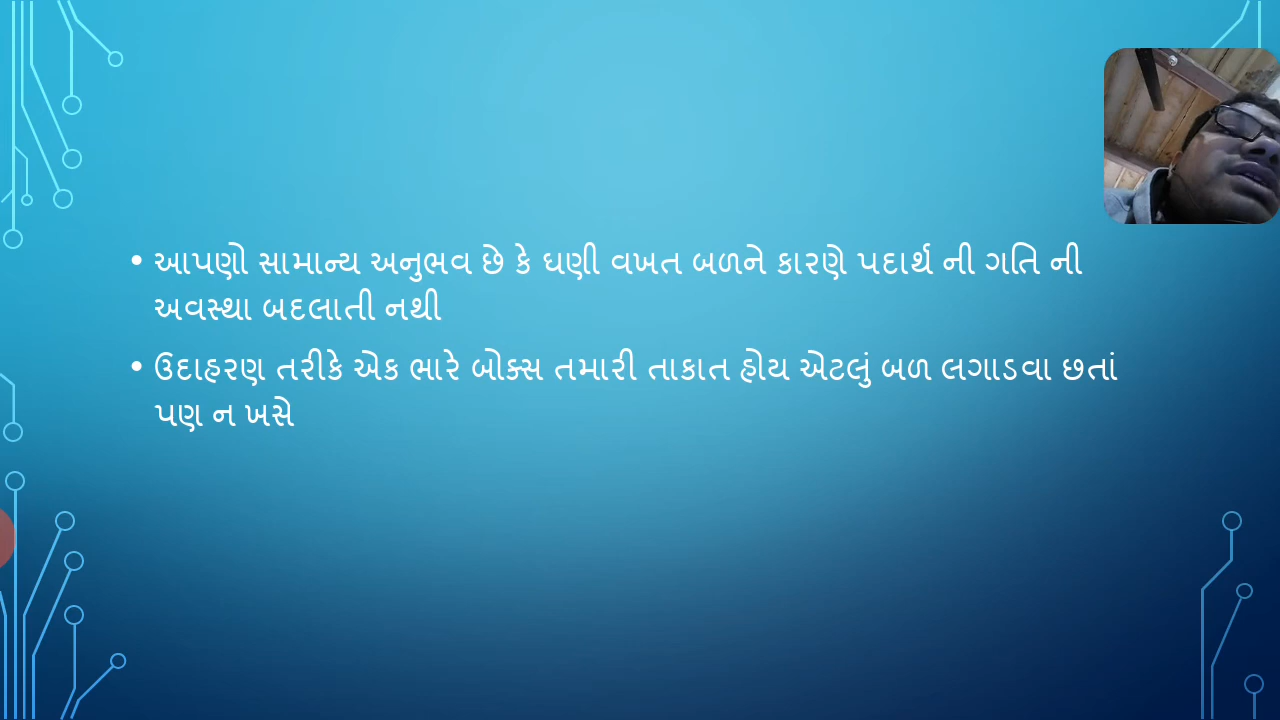 • આપણો સામાન્ય અનુભવ છે કે ઘણી વખત બળને કારણે પદાર્થ ની ગતિ ની
અવસ્થા બદલાતી નથી
• ઉદાહરણ તરીકે એક ભારે બોક્સ તમારી તાકાત હોય એટલું બળ લગાડવા છતાં
પણ ન ખસે